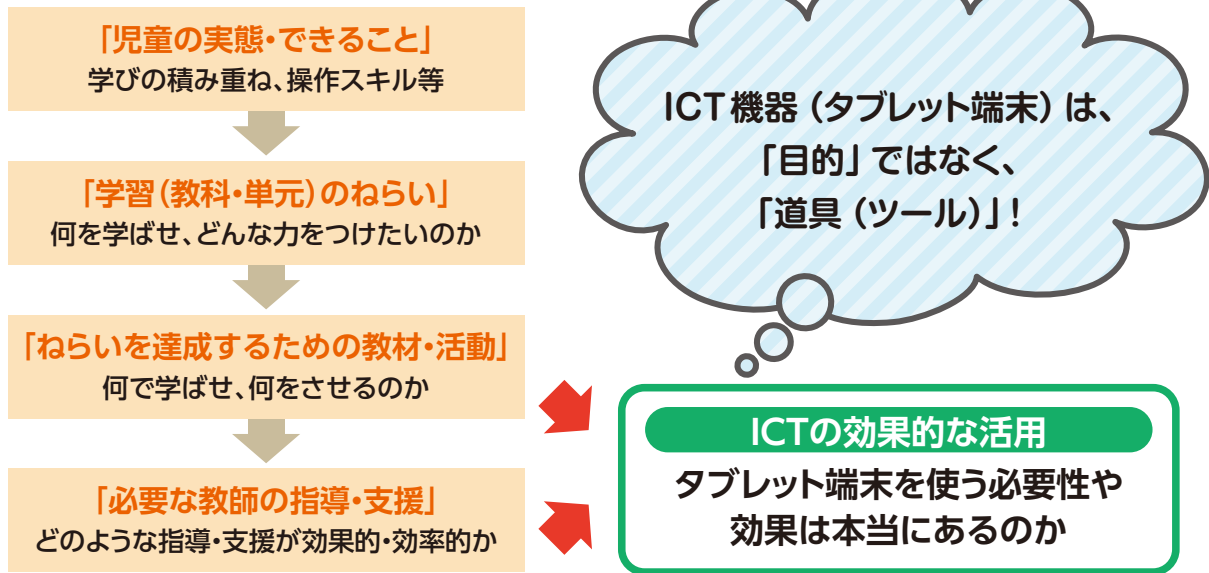 「児童の実態・できること」
学びの積み重ね、操作スキル等
「学習(教科・単元)のねらい」
何を学ばせ、どんな力をつけたいのか
「ねらいを達成するための教材・活動」
何で学ばせ、何をさせるのか
「必要な教師の指導・支援」
どのような指導・支援が効果的・効率的か
ICT機器(タブレット端末)は、
「目的」ではなく、
「道具(ツール)」!
ICTの効果的な活用
タブレット端末を使う必要性や
効果は本当にあるのか